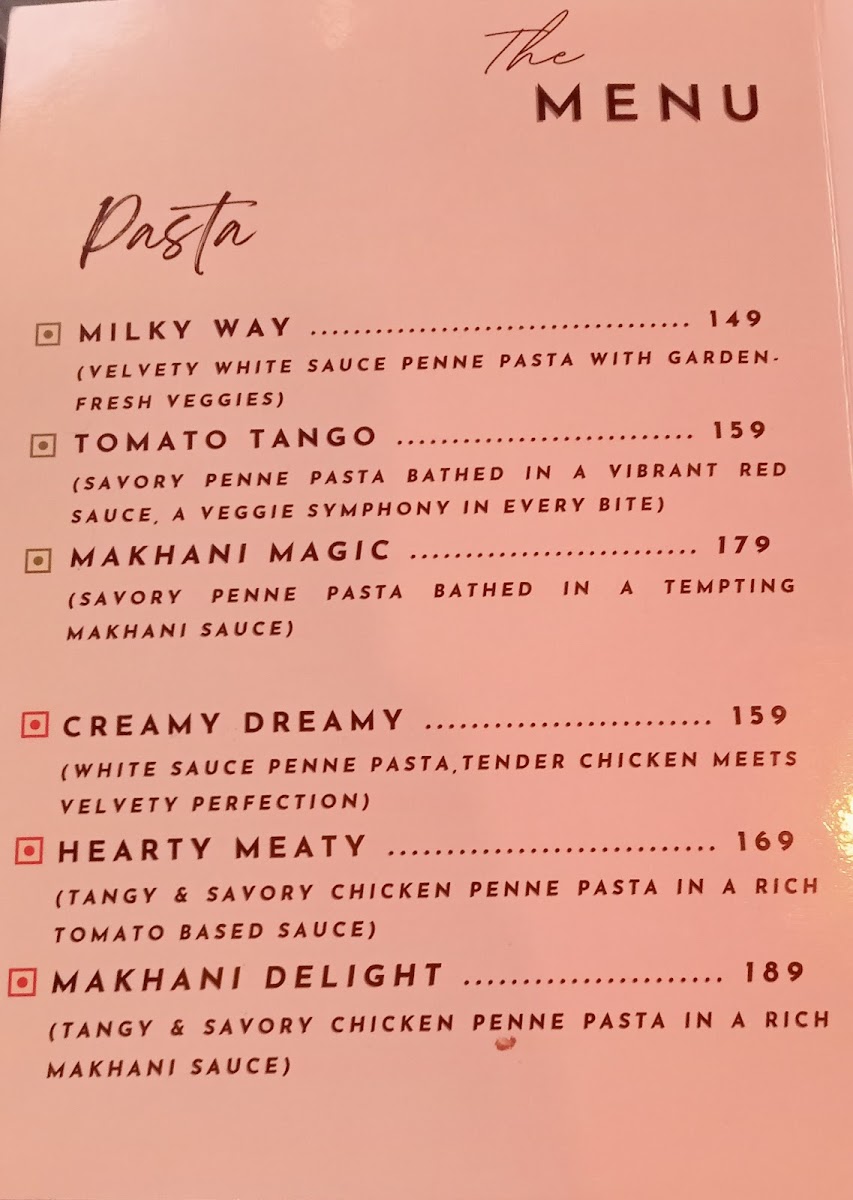 The
MENU
Pasta
MILKY WAY .................................. 149
(VELVETY WHITE SAUCE PENNE PASTA WITH GARDEN-
FRESH VEGGIES)
TOMATO TANGO ........................... 159
(SAVORY PENNE PASTA BATHED IN A VIBRANT RED
SAUCE, A VEGGIE SYMPHONY IN EVERY BITE)
MAKHANI MAGIC .......................... 179
(SAVORY PENNE PASTA BATHED IN A TEMPTING
MAKHANI SAUCE)
CREAMY DREAMY ......................... 159
(WHITE SAUCE PENNE PASTA,TENDER CHICKEN MEETS
VELVETY PERFECTION)
HEARTY MEATY ............................ 169
(TANGY & SAVORY CHICKEN PENNE PASTA IN A RICH
TOMATO BASED SAUCE)
MAKHANI DELIGHT ...................... 189
(TANGY & SAVORY CHICKEN PENNE PASTA IN A RICH
MAKHANI SAUCE)